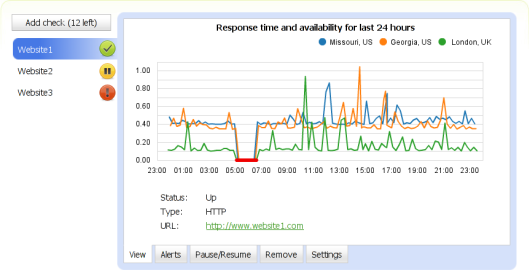 Add check (12 left)
Website1
Website2
Website3
Response time and availability for last 24 hours
Missouri, US
Georgia, US
London, UK
1.00
0.80
0.60
0.40
0.20
0.00
23:00 01:00 03:00 05:00 07:00 09:00 11:00 13:00 15:00 17:00 19:00 21:00 23:00
Status: Up
Type: HTTP
URL: http://www.website1.com
View Alerts Pause/Resume Remove Settings